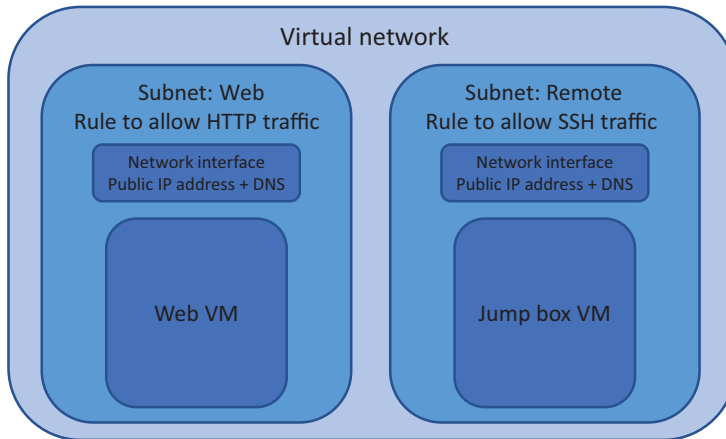 Virtual network
Subnet: Web
Rule to allow HTTP traffic
Network interface
Public IP address + DNS
Web VM
Subnet: Remote
Rule to allow SSH traffic
Network interface
Public IP address + DNS
Jump box VM